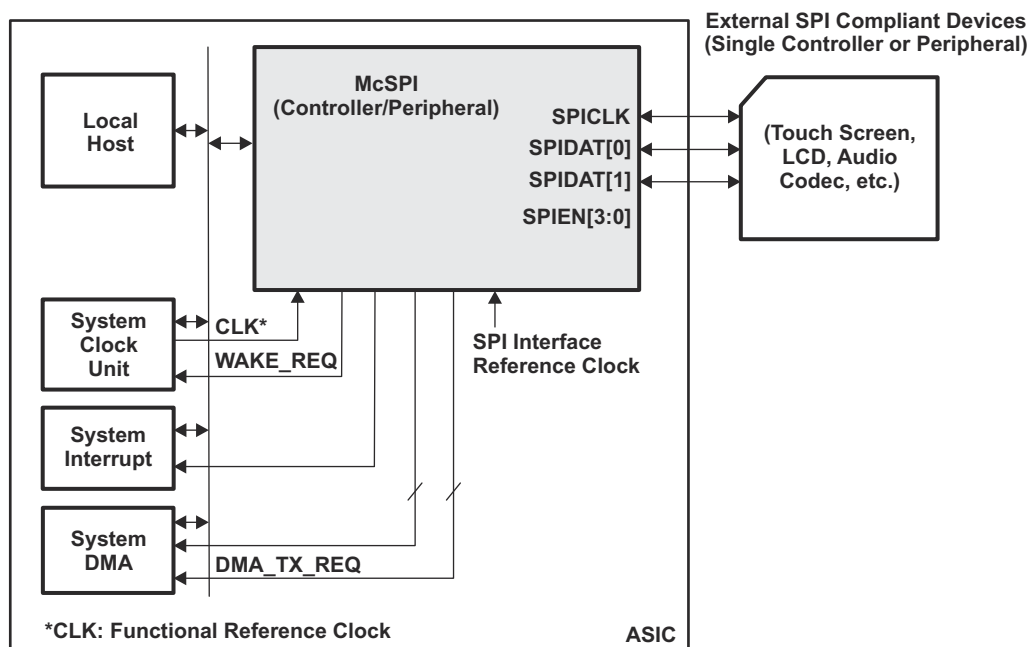 External SPI Compliant Devices
(Single Controller or Peripheral)
McSPI
(Controller/Peripheral)
Local
Host
SPICLK
SPIDAT[0]
SPIDAT[1]
SPIEN[3:0]
(Touch Screen,
LCD, Audio
Codec, etc.)
System
Clock
Unit
CLK*
WAKE_REQ
SPI Interface
Reference Clock
System
Interrupt
System
DMA
DMA_TX_REQ
*CLK: Functional Reference Clock
ASIC